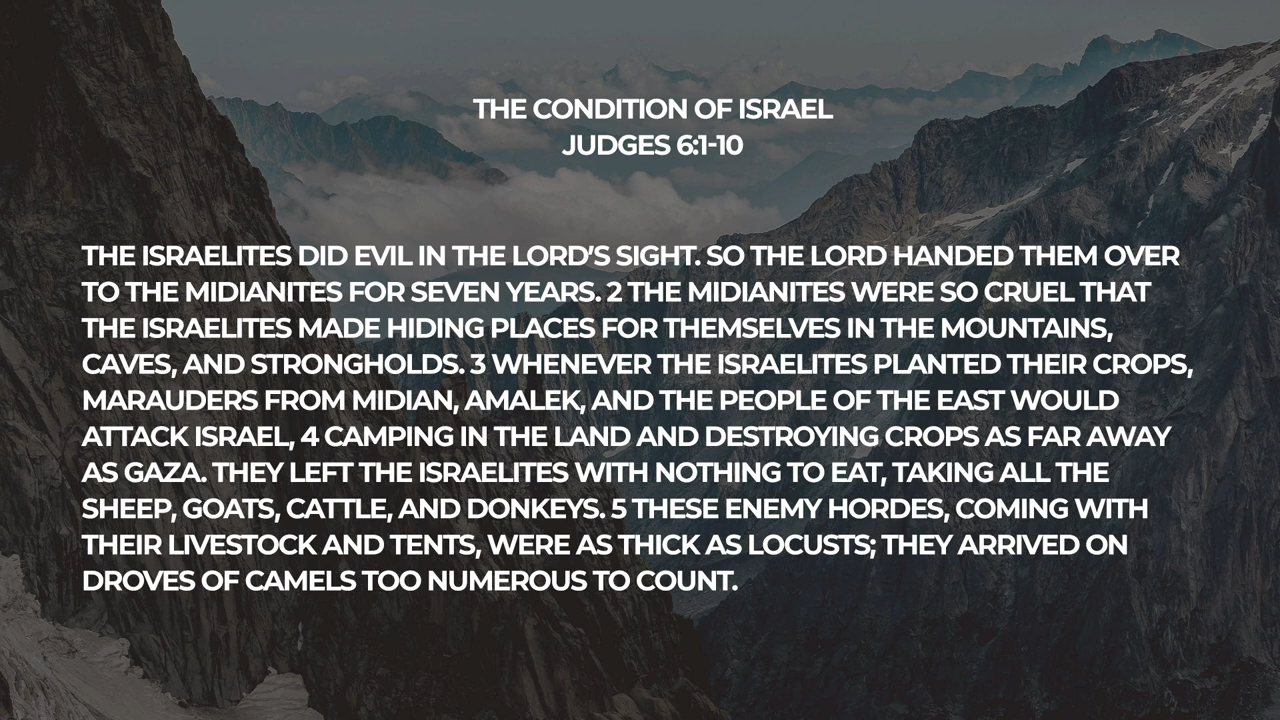 THE CONDITION OF ISRAEL
JUDGES 6:1-10
THE ISRAELITES DID EVIL IN THE LORD’S SIGHT. SO THE LORD HANDED THEM OVER
TO THE MIDIANITES FOR SEVEN YEARS. 2 THE MIDIANITES WERE SO CRUEL THAT
THE ISRAELITES MADE HIDING PLACES FOR THEMSELVES IN THE MOUNTAINS,
CAVES, AND STRONGHOLDS. 3 WHENEVER THE ISRAELITES PLANTED THEIR CROPS,
MARAUDERS FROM MIDIAN, AMALEK, AND THE PEOPLE OF THE EAST WOULD
ATTACK ISRAEL, 4 CAMPING IN THE LAND AND DESTROYING CROPS AS FAR AWAY
AS GAZA. THEY LEFT THE ISRAELITES WITH NOTHING TO EAT, TAKING ALL THE
SHEEP, GOATS, CATTLE, AND DONKEYS. 5 THESE ENEMY HORDES, COMING WITH
THEIR LIVESTOCK AND TENTS, WERE AS THICK AS LOCUSTS; THEY ARRIVED ON
DROVES OF CAMELS TOO NUMEROUS TO COUNT.